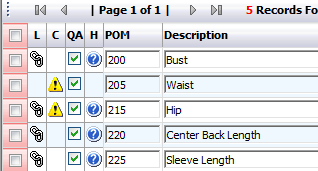 | Page 1 of 1 | 5 Records Fo
L C QA H POM Description
200 Bust
205 Waist
215 Hip
220 Center Back Length
225 Sleeve Length